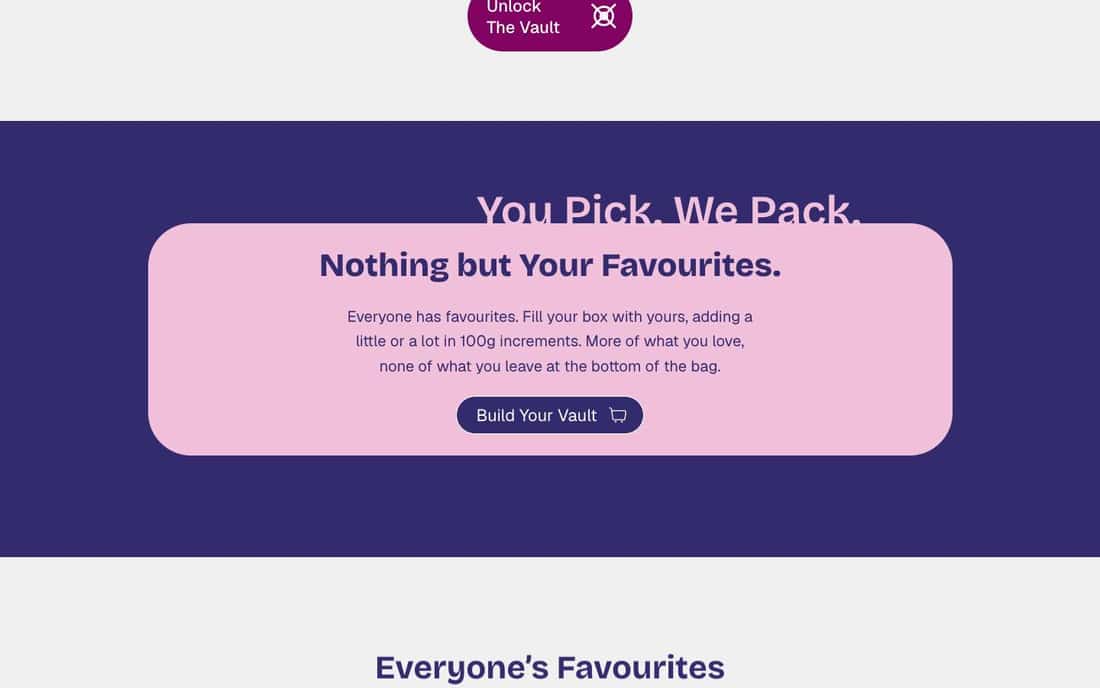 Unlock
The Vault
You Pick. We Pack.
Nothing but Your Favourites.
Everyone has favourites. Fill your box with yours, adding a
little or a lot in 100g increments. More of what you love,
none of what you leave at the bottom of the bag.
Build Your Vault
Everyone’s Favourites